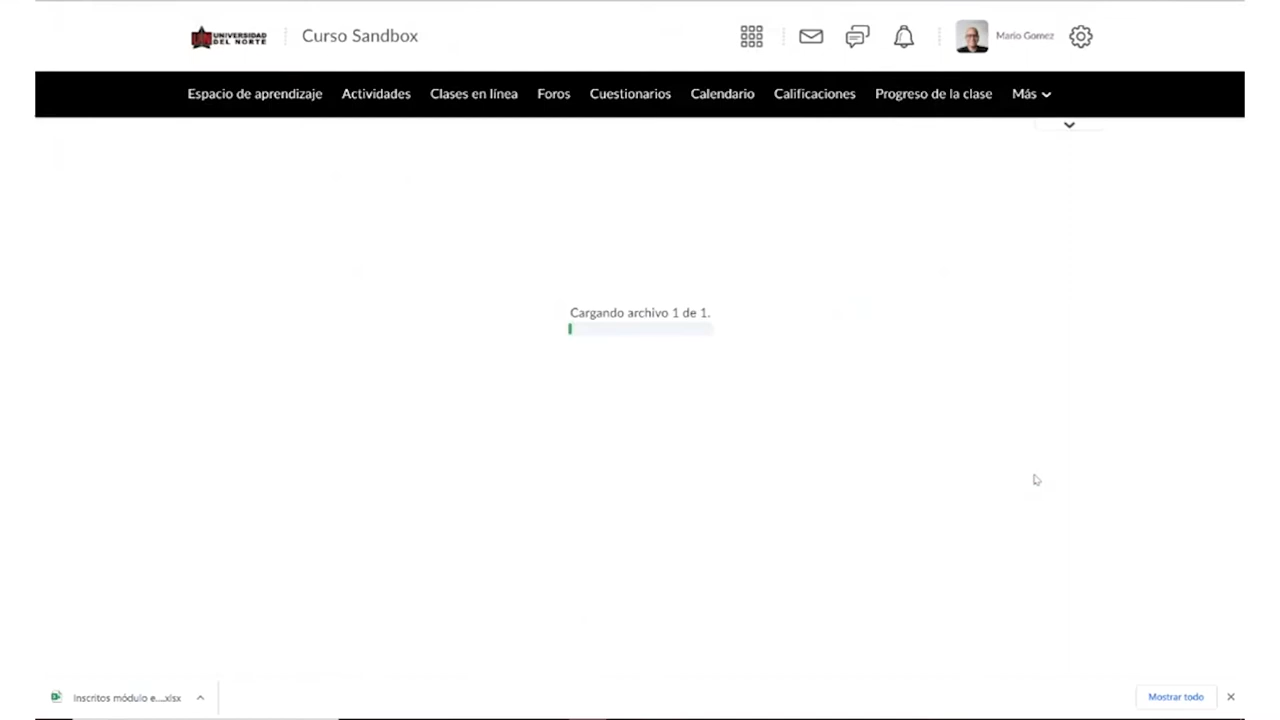 UNIVERSIDAD
DEL NORTE
Curso Sandbox
Mario Gomez
Espacio de aprendizaje Actividades Clases en línea Foros Cuestionarios Calendario Calificaciones Progreso de la clase Más
Cargando archivo 1 de 1.
Inscritos módulo e....xlsx
Mostrar todo